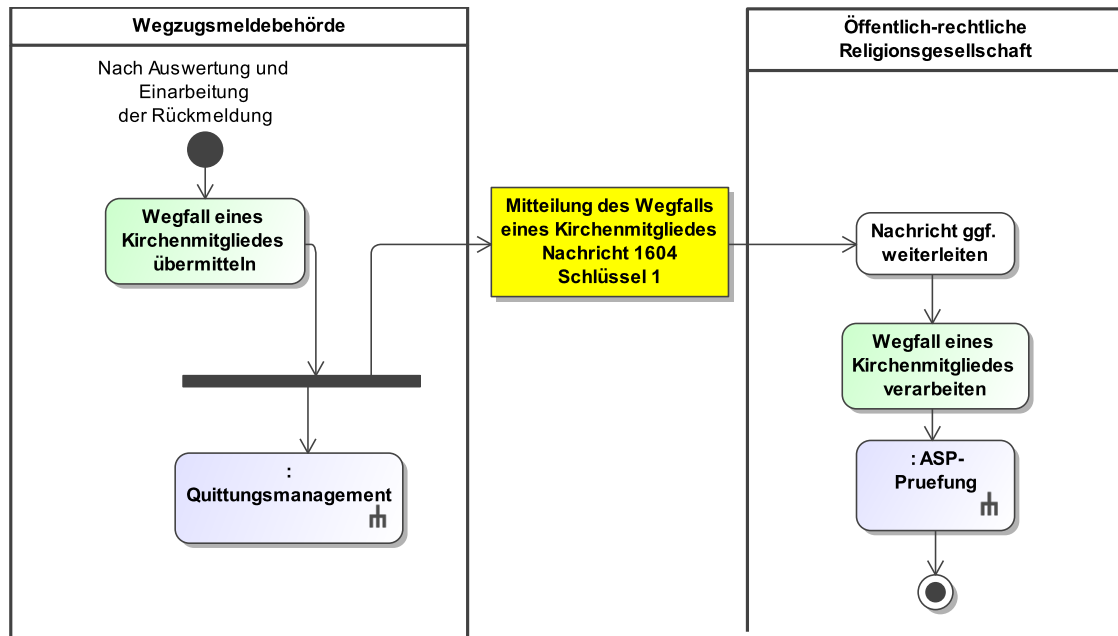 Wegzugsmeldebehörde
Nach Auswertung und
Einarbeitung
der Rückmeldung
Wegfall eines
Kirchenmitgliedes
übermitteln
:
Quittungsmanagement
Mitteilung des Wegfalls
eines Kirchenmitgliedes
Nachricht 1604
Schlüssel 1
Öffentlich-rechtliche
Religionsgesellschaft
Nachricht ggf.
weiterleiten
Wegfall eines
Kirchenmitgliedes
verarbeiten
: ASP-
Pruefung